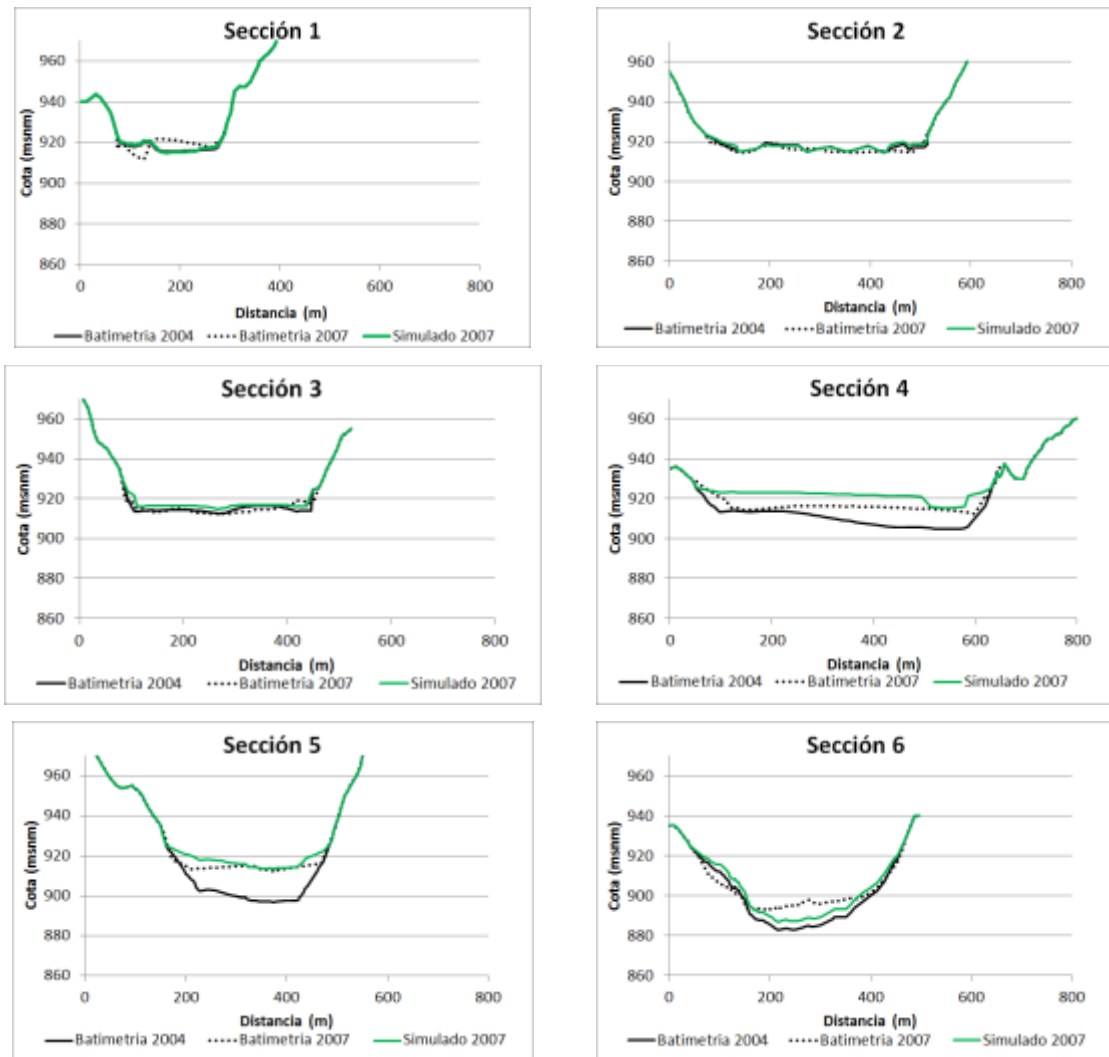 Sección 1
960
940
920
900
880
860
Cota (msnm)
0 200 400 600 800
Distancia (m)
Batimetria 2004 Batimetria 2007 Simulado 2007
Sección 2
960
940
920
900
880
860
Cota (msnm)
0 200 400 600 800
Distancia (m)
Batimetria 2004 Batimetria 2007 Simulado 2007
Sección 3
960
940
920
900
880
860
Cota (msnm)
0 200 400 600 800
Distancia (m)
Batimetria 2004 Batimetria 2007 Simulado 2007
Sección 4
960
940
920
900
880
860
Cota (msnm)
0 200 400 600 800
Distancia (m)
Batimetria 2004 Batimetria 2007 Simulado 2007
Sección 5
960
940
920
900
880
860
Cota (msnm)
0 200 400 600 800
Distancia (m)
Batimetria 2004 Batimetria 2007 Simulado 2007
Sección 6
960
940
920
900
880
860
Cota (msnm)
0 200 400 600 800
Distancia (m)
Batimetria 2004 Batimetria 2007 Simulado 2007